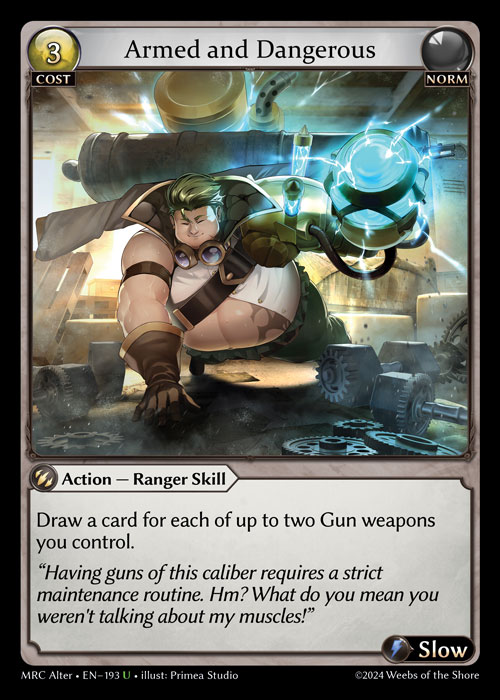 3
Armed and Dangerous
COST
NORM
Action — Ranger Skill
Draw a card for each of up to two Gun weapons
you control.
“Having guns of this caliber requires a strict
maintenance routine. Hm? What do you mean you
weren't talking about my muscles!”
Slow
MRC Alter • EN–193 U • illust: Primea Studio
©2024 Weebs of the Shore